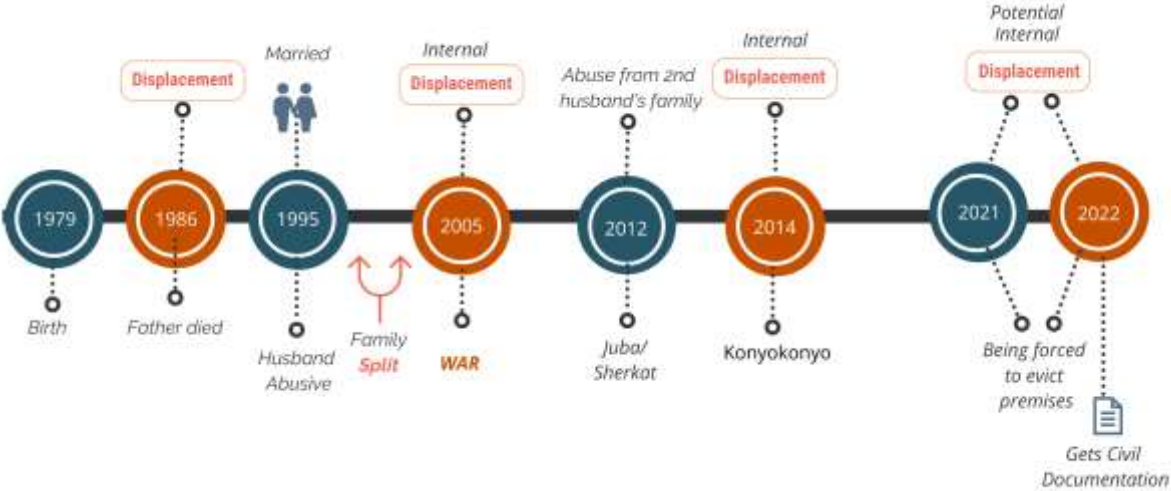 Displacement
Married
Internal
Displacement
Abuse from 2nd
husband's family
Internal
Displacement
Potential
Internal
Displacement
1979
1986
1995
2005
2012
2014
2021
2022
Birth
Father died
Husband
Abusive
Family
Split
WAR
Juba/
Sherkat
Konyokonyo
Being forced
to evict
premises
Gets Civil
Documentation